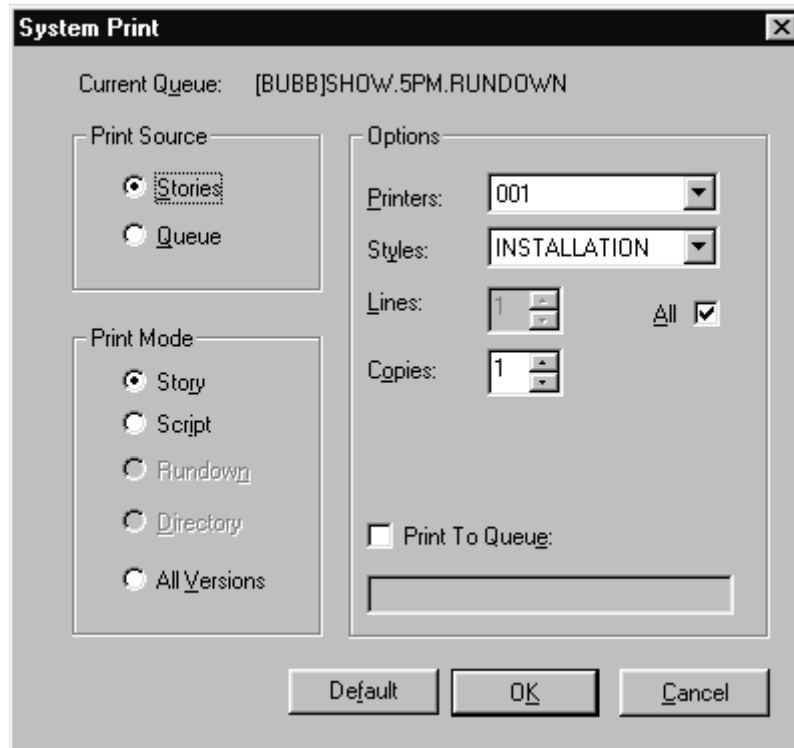 System Print
Current Queue: [BUBB]SHOW.5PM.RUNDOWN
Print Source
Stories
Queue
Print Mode
Story
Script
Rundown
Directory
All Versions
Options
Printers: 001
Styles: INSTALLATION
Lines: 1 All
Copies: 1
Print To Queue:
Default OK Cancel